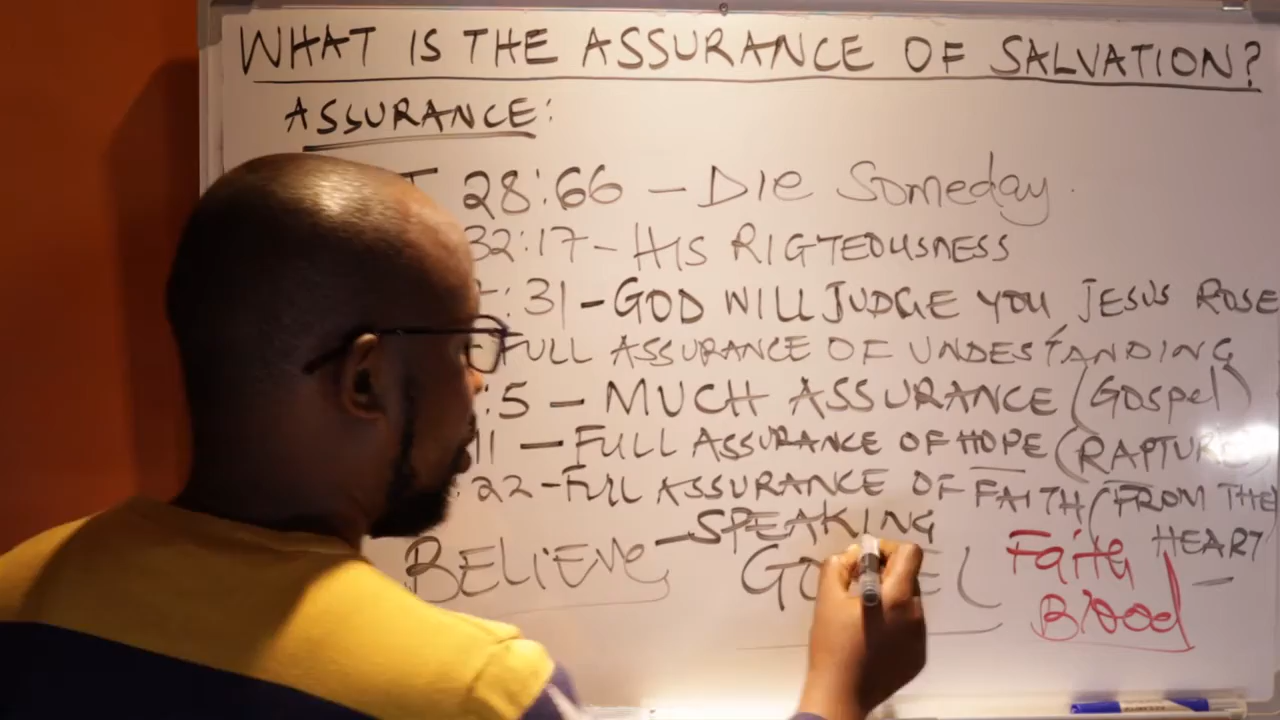 WHAT IS THE ASSURANCE OF SALVATION?
ASSURANCE:
T 28:66 - Die Someday.
32:17 - HIS RIGTEOUSNESS
:31 - GOD WILL JUDGE YOU JESUS ROSE
- FULL ASSURANCE OF UNDESTANDING
:5 - MUCH ASSURANCE (Gospel)
11 - FULL ASSURANCE OF HOPE (RAPTURE)
:22 - FULL ASSURANCE OF FAITH (FROM THE
HEART
- SPEAKING
BELIEVE
Faith
Blood